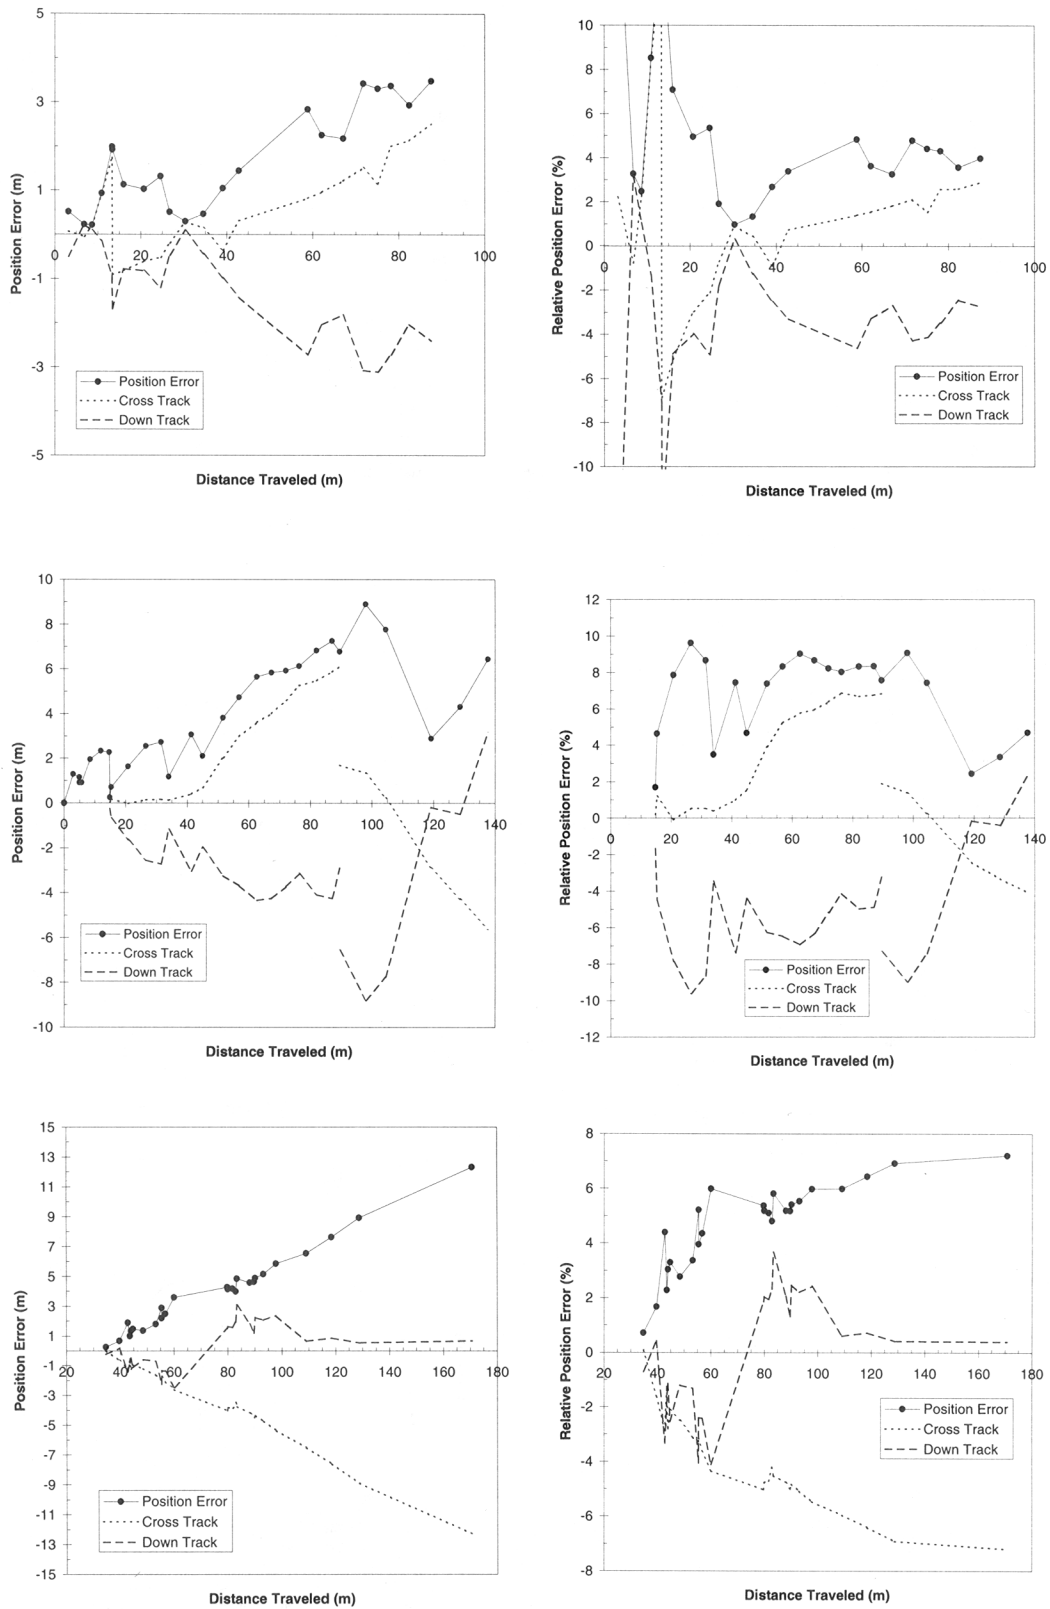 5
3
1
-1
-3
-5
0 20 40 60 80 100
Position Error (m)
Position Error
Cross Track
Down Track
Distance Traveled (m)
10
8
6
4
2
0
-2
-4
-6
-8
-10
0 20 40 60 80 100
Relative Position Error (%)
Position Error
Cross Track
Down Track
Distance Traveled (m)
10
8
6
4
2
0
-2
-4
-6
-8
-10
0 20 40 60 80 100 120 140
Position Error (m)
Position Error
Cross Track
Down Track
Distance Traveled (m)
12
10
8
6
4
2
0
-2
-4
-6
-8
-10
-12
0 20 40 60 80 100 120 140
Relative Position Error (%)
Position Error
Cross Track
Down Track
Distance Traveled (m)
15
13
11
9
7
5
3
1
-1
-3
-5
-7
-9
-11
-13
-15
20 40 60 80 100 120 140 160 180
Position Error (m)
Position Error
Cross Track
Down Track
Distance Traveled (m)
8
6
4
2
0
-2
-4
-6
-8
20 40 60 80 100 120 140 160 180
Relative Position Error (%)
Position Error
Cross Track
Down Track
Distance Traveled (m)